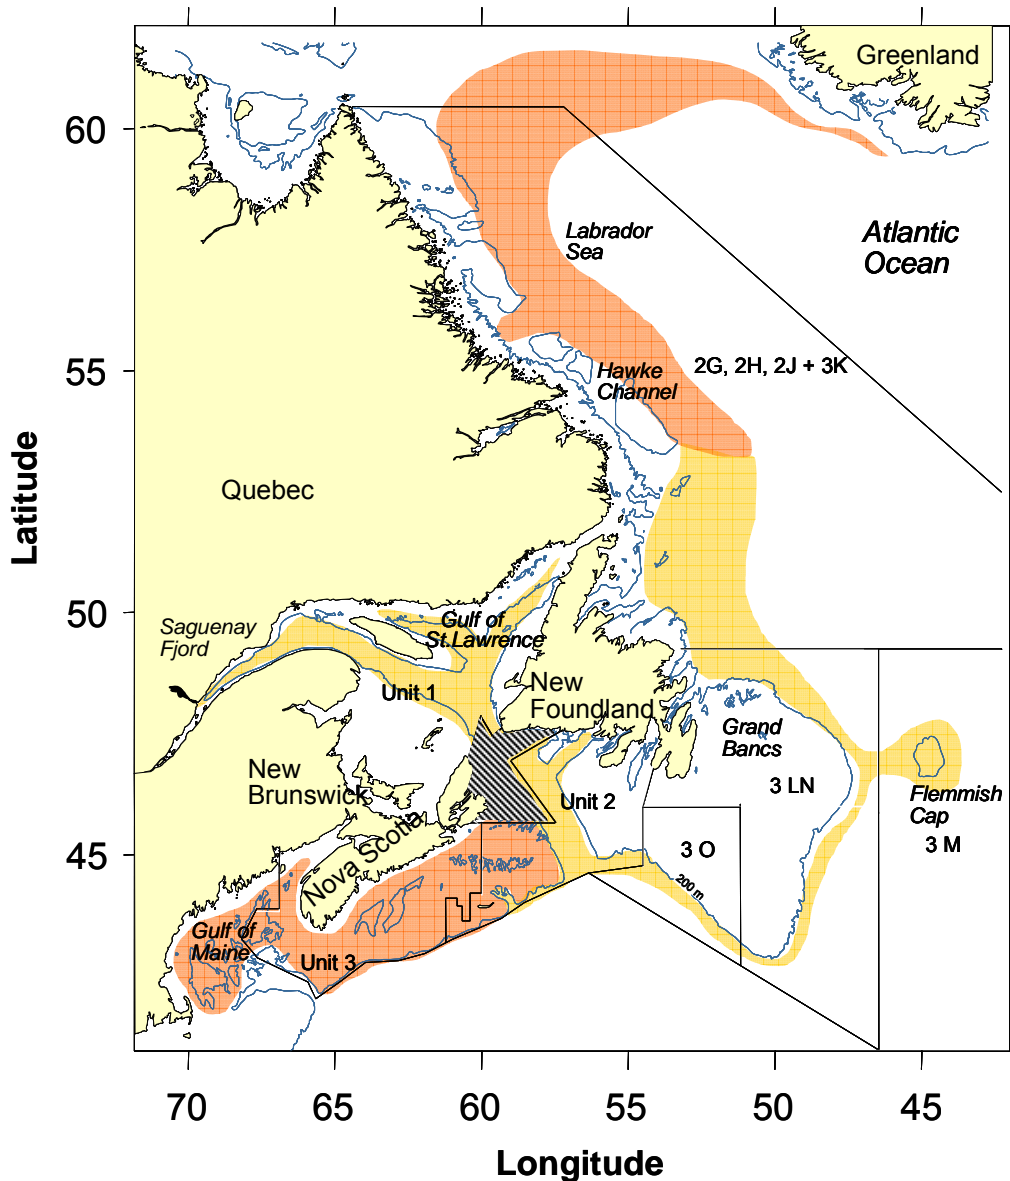 Greenland
60
Labrador
Sea
Atlantic
Ocean
55
Hawke
Channel
2G, 2H, 2J + 3K
Latitude
Quebec
50
Saguenay
Fjord
Gulf of
St.Lawrence
Unit 1
New
Foundland
Grand
Bancs
New
Brunswick
3 LN
Unit 2
Flemmish
Cap
3 M
45
Nova Scotia
3 O
200 m
Gulf of
Maine
Unit 3
70
65
60
55
50
45
Longitude